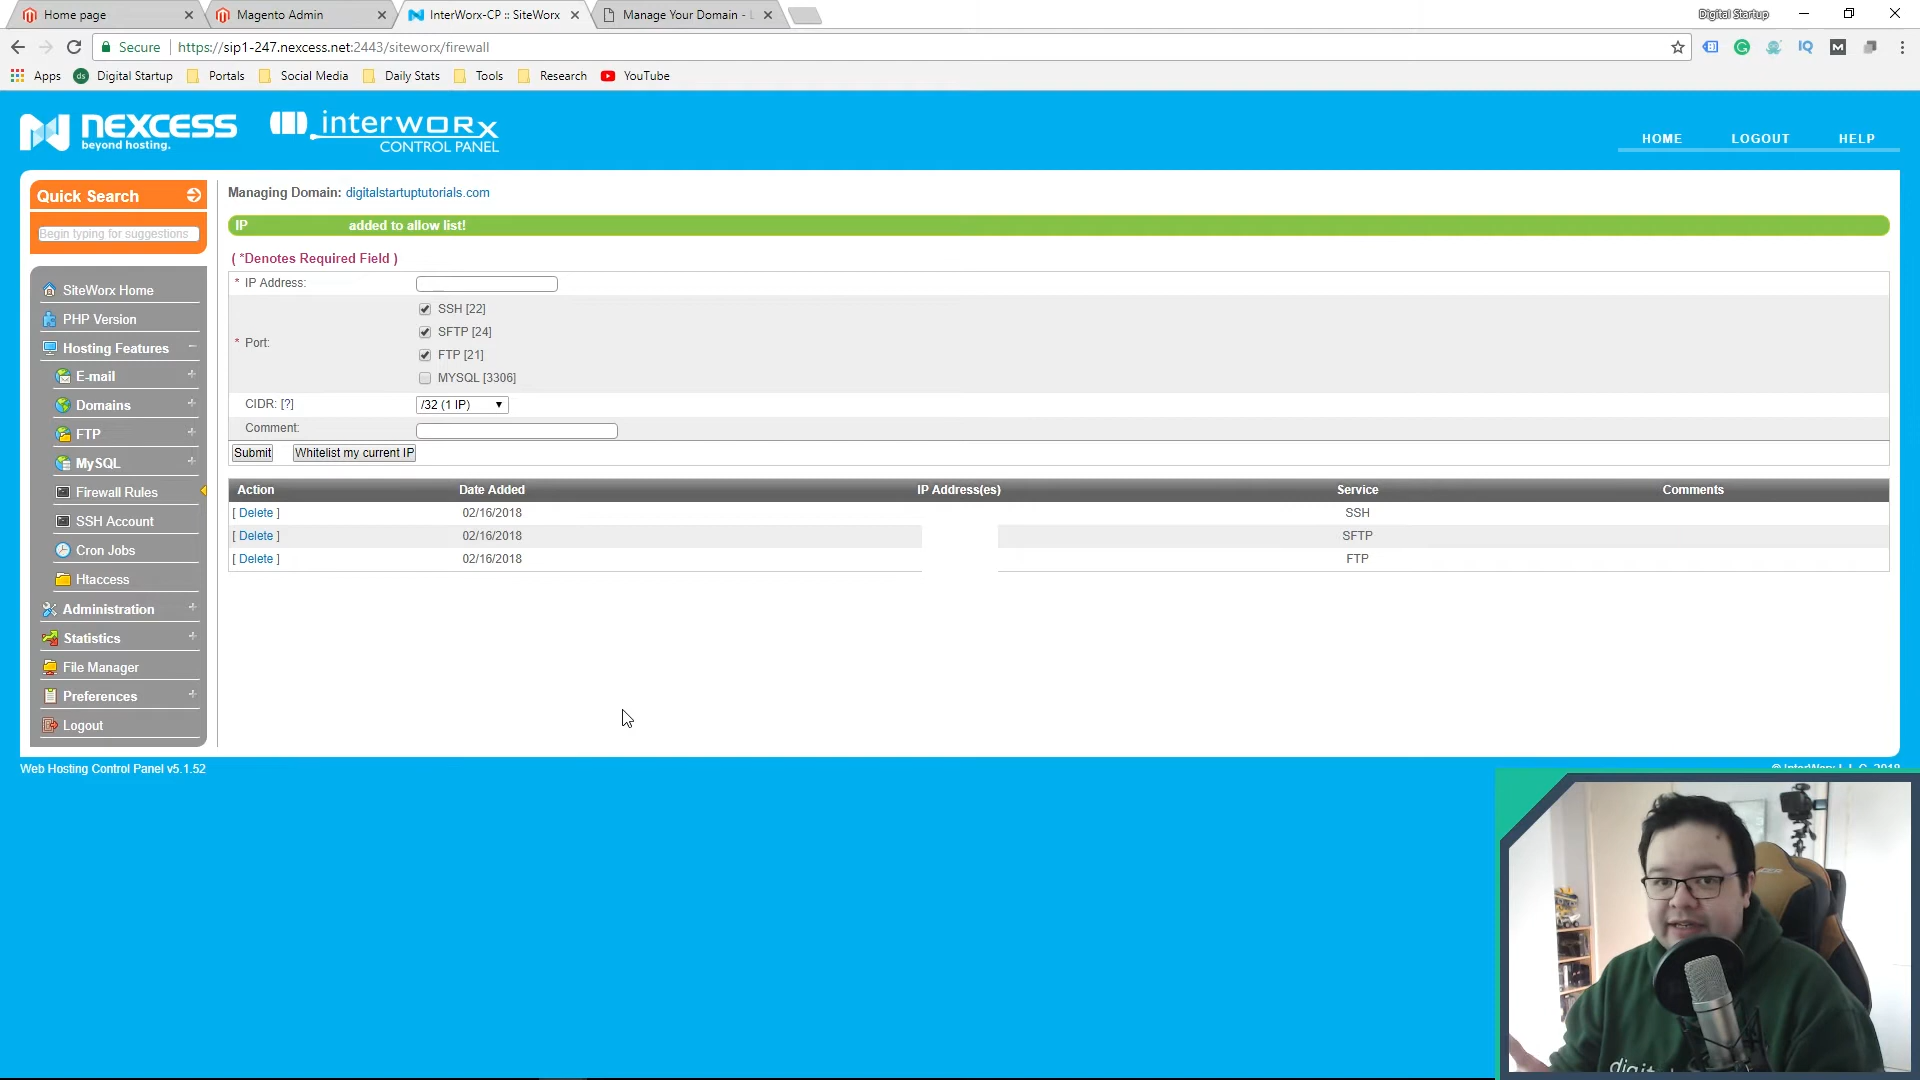 Home page
Magento Admin
InterWorx-CP :: SiteWorx
Manage Your Domain -
Digital Startup
Secure
https://sip1-247.nexcess.net:2443/siteworx/firewall
Apps
Digital Startup
Portals
Social Media
Daily Stats
Tools
Research
YouTube
NEXCESS
beyond hosting.
INTERWORX
CONTROL PANEL
HOME
LOGOUT
HELP
Quick Search
Begin typing for suggestions
SiteWorx Home
PHP Version
Hosting Features
E-mail
Domains
FTP
MySQL
Firewall Rules
SSH Account
Cron Jobs
Htaccess
Administration
Statistics
File Manager
Preferences
Logout
Managing Domain: digitalstartuptutorials.com
IP added to allow list!
( *Denotes Required Field )
* IP Address:
* Port:
SSH [22]
SFTP [24]
FTP [21]
MYSQL [3306]
CIDR: [?]
/32 (1 IP)
Comment:
Submit
Whitelist my current IP
Action Date Added IP Address(es) Service Comments
[ Delete ] 02/16/2018 SSH
[ Delete ] 02/16/2018 SFTP
[ Delete ] 02/16/2018 FTP
Web Hosting Control Panel v5.1.52